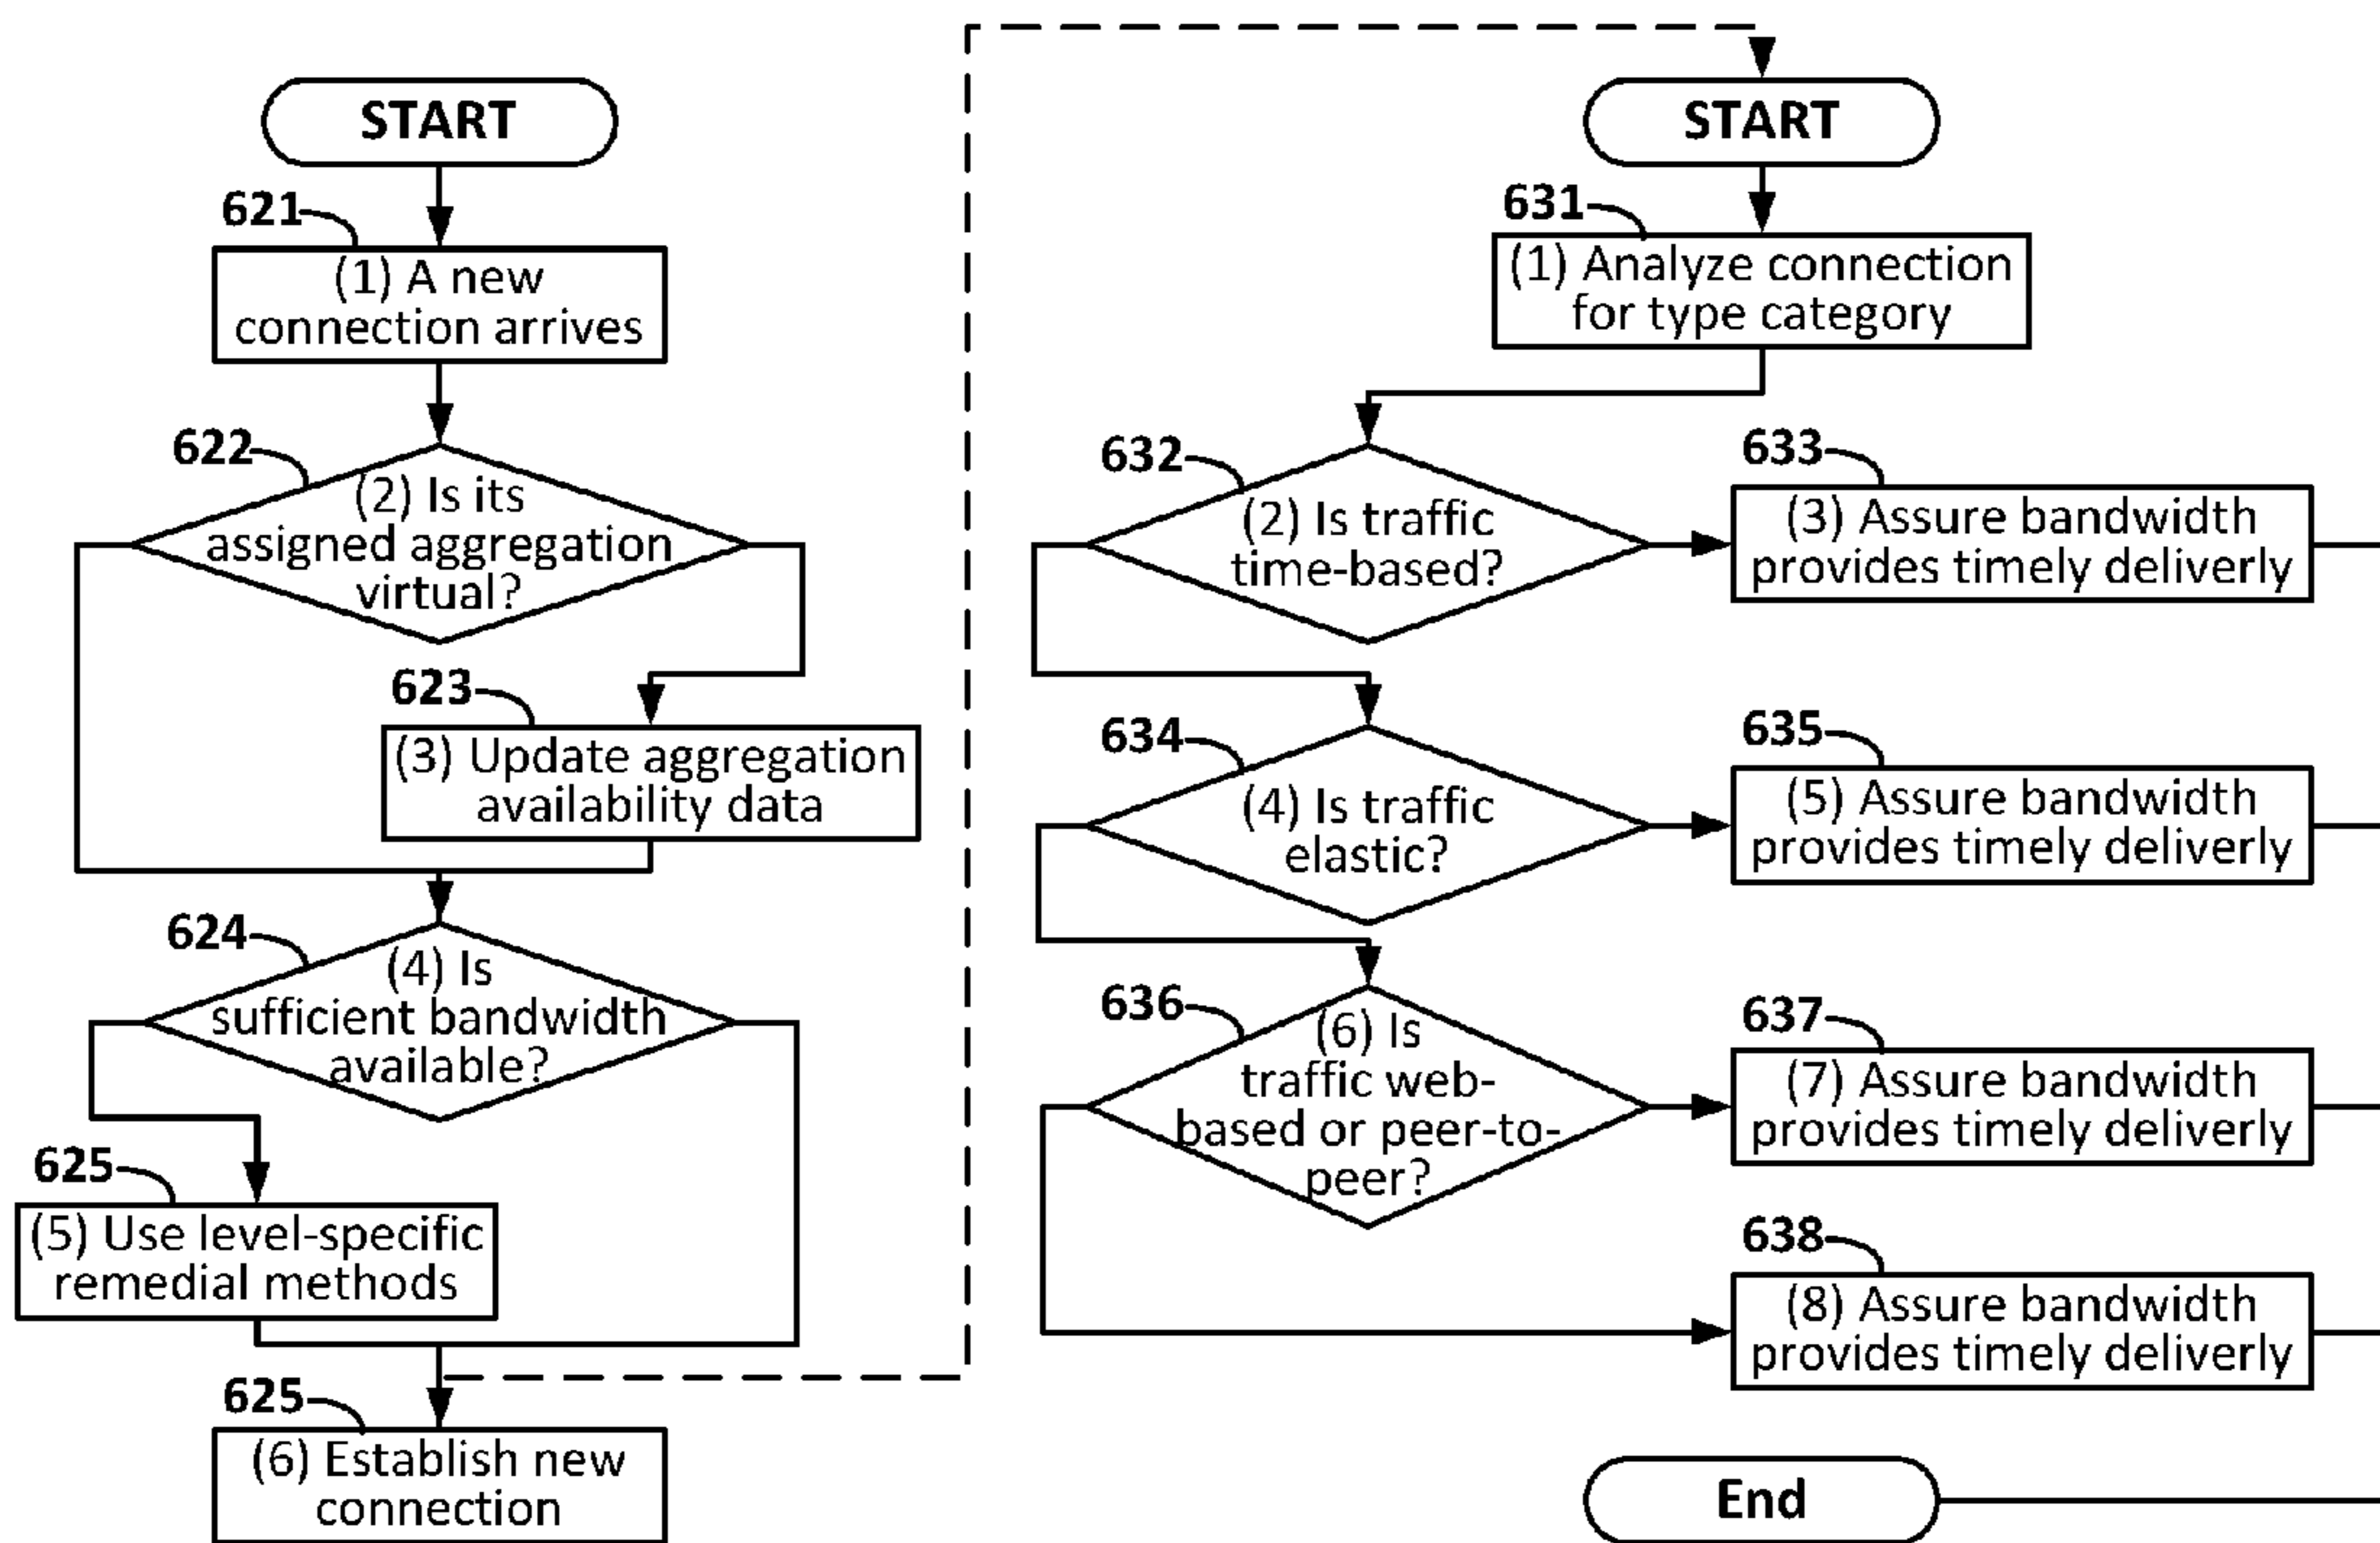 START
621
(1) A new
connection arrives
622
(2) Is its
assigned aggregation
virtual?
623
(3) Update aggregation
availability data
624
(4) Is
sufficient bandwidth
available?
625
(5) Use level-specific
remedial methods
625
(6) Establish new
connection
START
631
(1) Analyze connection
for type category
632
(2) Is traffic
time-based?
633
(3) Assure bandwidth
provides timely deliverly
634
(4) Is traffic
elastic?
635
(5) Assure bandwidth
provides timely deliverly
636
(6) Is
traffic web-
based or peer-to-
peer?
637
(7) Assure bandwidth
provides timely deliverly
638
(8) Assure bandwidth
provides timely deliverly
End